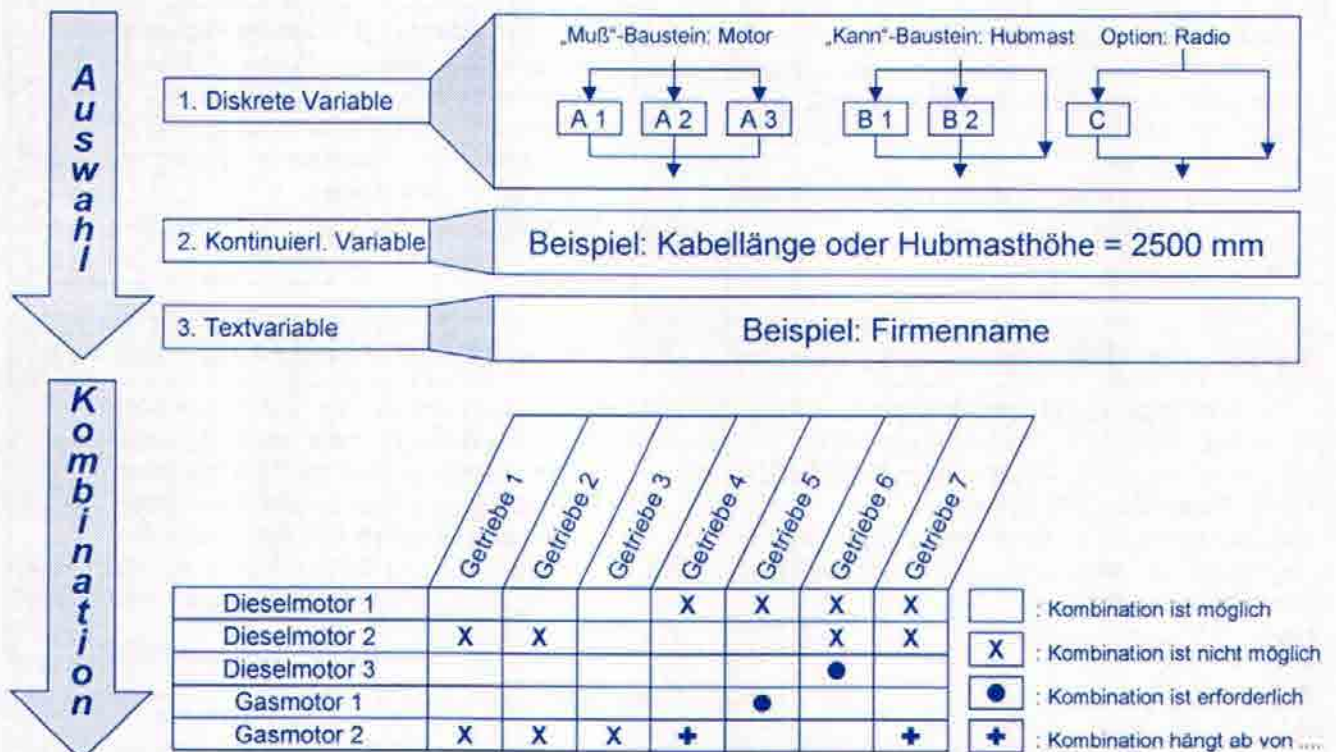 Auswahl
„Muß“-Baustein: Motor „Kann“-Baustein: Hubmast Option: Radio
1. Diskrete Variable
A 1 A 2 A 3 B 1 B 2 C
2. Kontinuierl. Variable
Beispiel: Kabellänge oder Hubmasthöhe = 2500 mm
3. Textvariable
Beispiel: Firmenname
Kombination
Getriebe 1 Getriebe 2 Getriebe 3 Getriebe 4 Getriebe 5 Getriebe 6 Getriebe 7
Dieselmotor 1 X X X X
Dieselmotor 2 X X X X
Dieselmotor 3 ●
Gasmotor 1 ●
Gasmotor 2 X X X + +
: Kombination ist möglich
X : Kombination ist nicht möglich
● : Kombination ist erforderlich
+ : Kombination hängt ab von ....